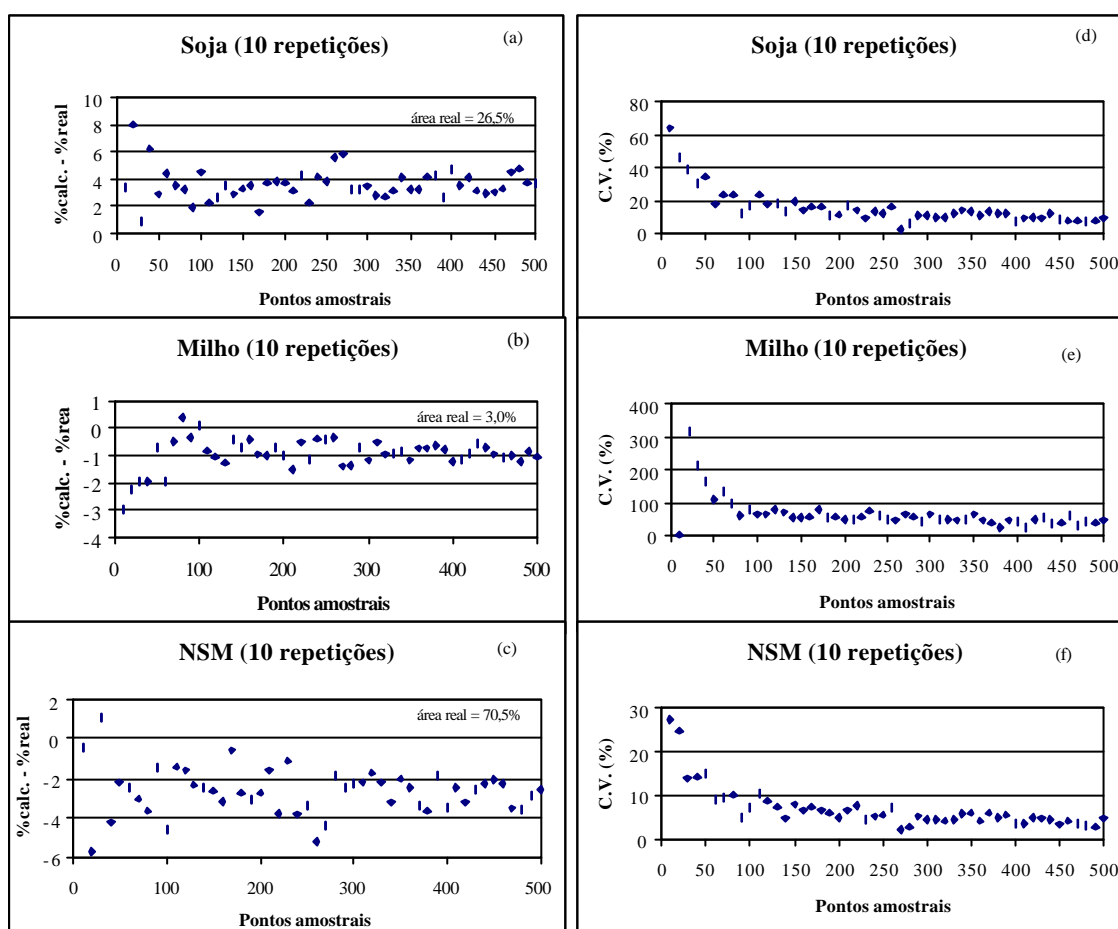 Soja (10 repetições)
(a)
%calc. - %real
10
8
6
4
2
0
área real = 26,5%
0 50 100 150 200 250 300 350 400 450 500
Pontos amostrais
Soja (10 repetições)
(d)
C.V. (%)
80
60
40
20
0
0 50 100 150 200 250 300 350 400 450 500
Pontos amostrais
Milho (10 repetições)
(b)
%calc. - %rea
1
0
-1
-2
-3
-4
área real = 3,0%
0 100 200 300 400 500
Pontos amostrais
Milho (10 repetições)
(e)
C.V. (%)
400
300
200
100
0
0 50 100 150 200 250 300 350 400 450 500
Pontos amostrais
NSM (10 repetições)
(c)
%calc. - %real
2
0
-2
-4
-6
área real = 70,5%
0 100 200 300 400 500
Pontos amostrais
NSM (10 repetições)
(f)
C.V. (%)
30
20
10
0
0 50 100 150 200 250 300 350 400 450 500
Pontos amostrais